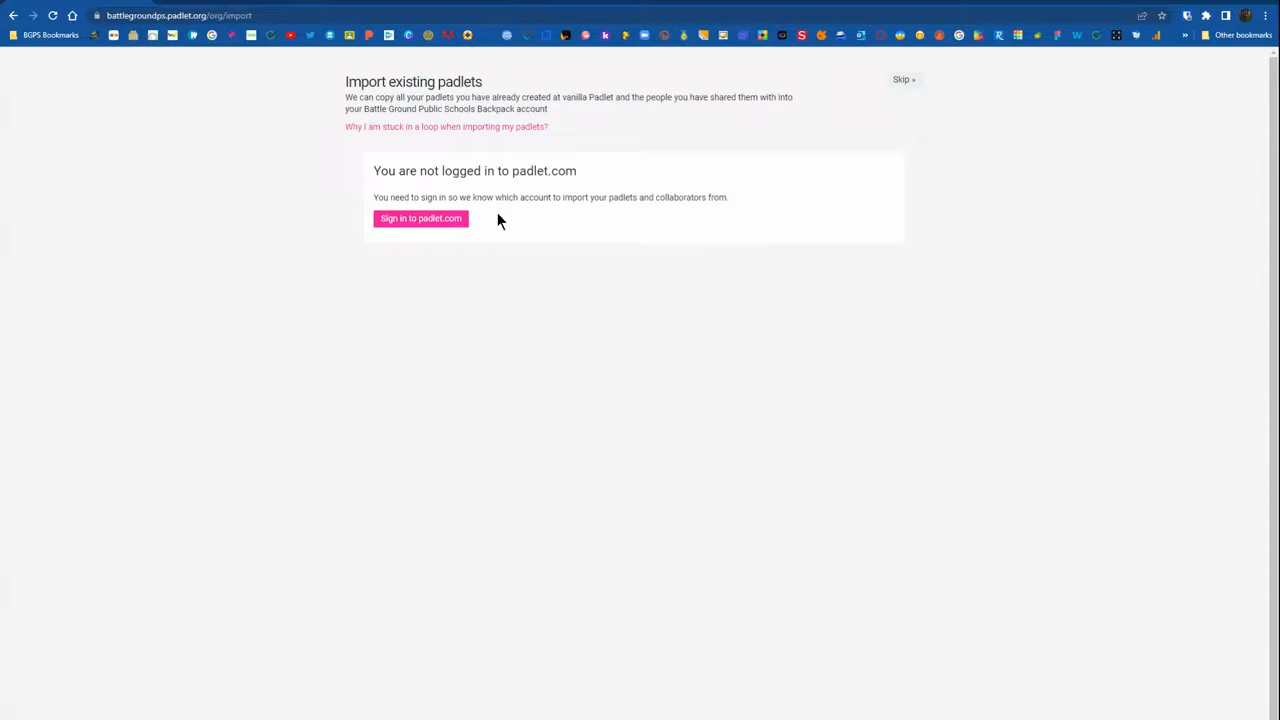 battlegroundps.padlet.org/org/import
BGPS Bookmarks
Other bookmarks
Import existing padlets
Skip »
We can copy all your padlets you have already created at vanilla Padlet and the people you have shared them with into
your Battle Ground Public Schools Backpack account
Why I am stuck in a loop when importing my padlets?
You are not logged in to padlet.com
You need to sign in so we know which account to import your padlets and collaborators from.
Sign in to padlet.com